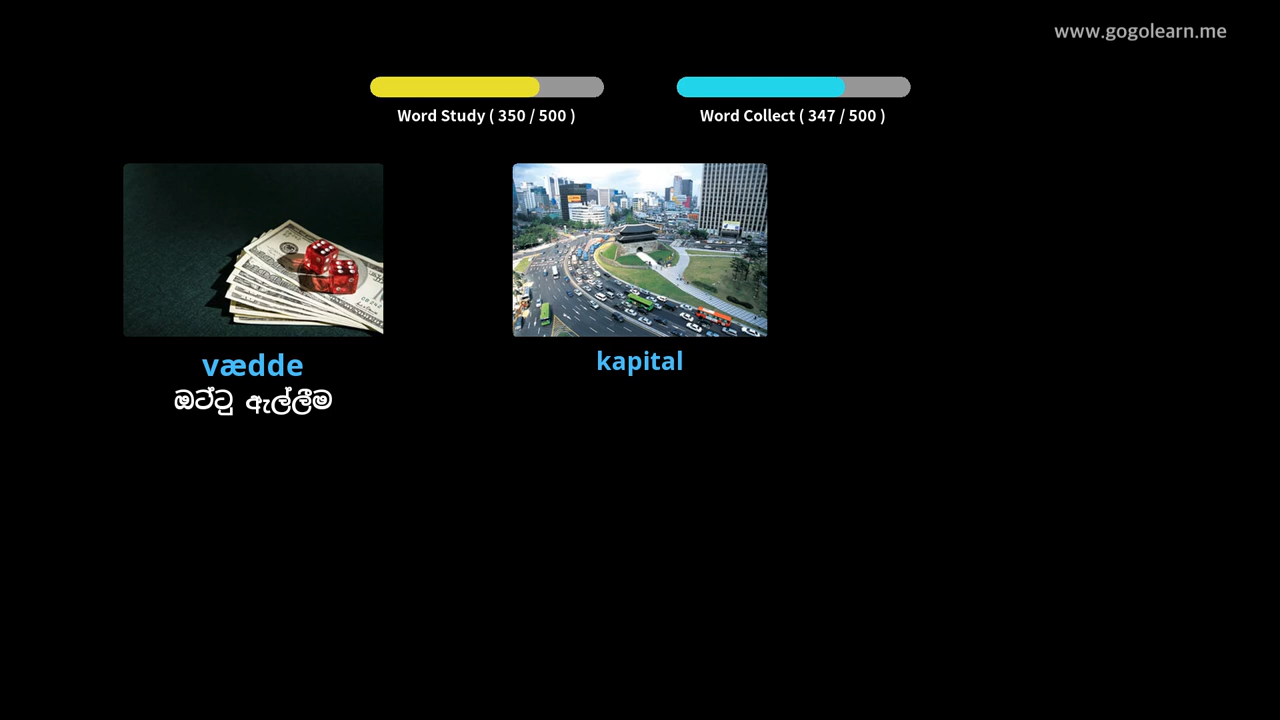 www.gogolearn.me
Word Study ( 350 / 500 )
Word Collect ( 347 / 500 )
vædde
ඔට්ටු ඇල්ලීම
kapital